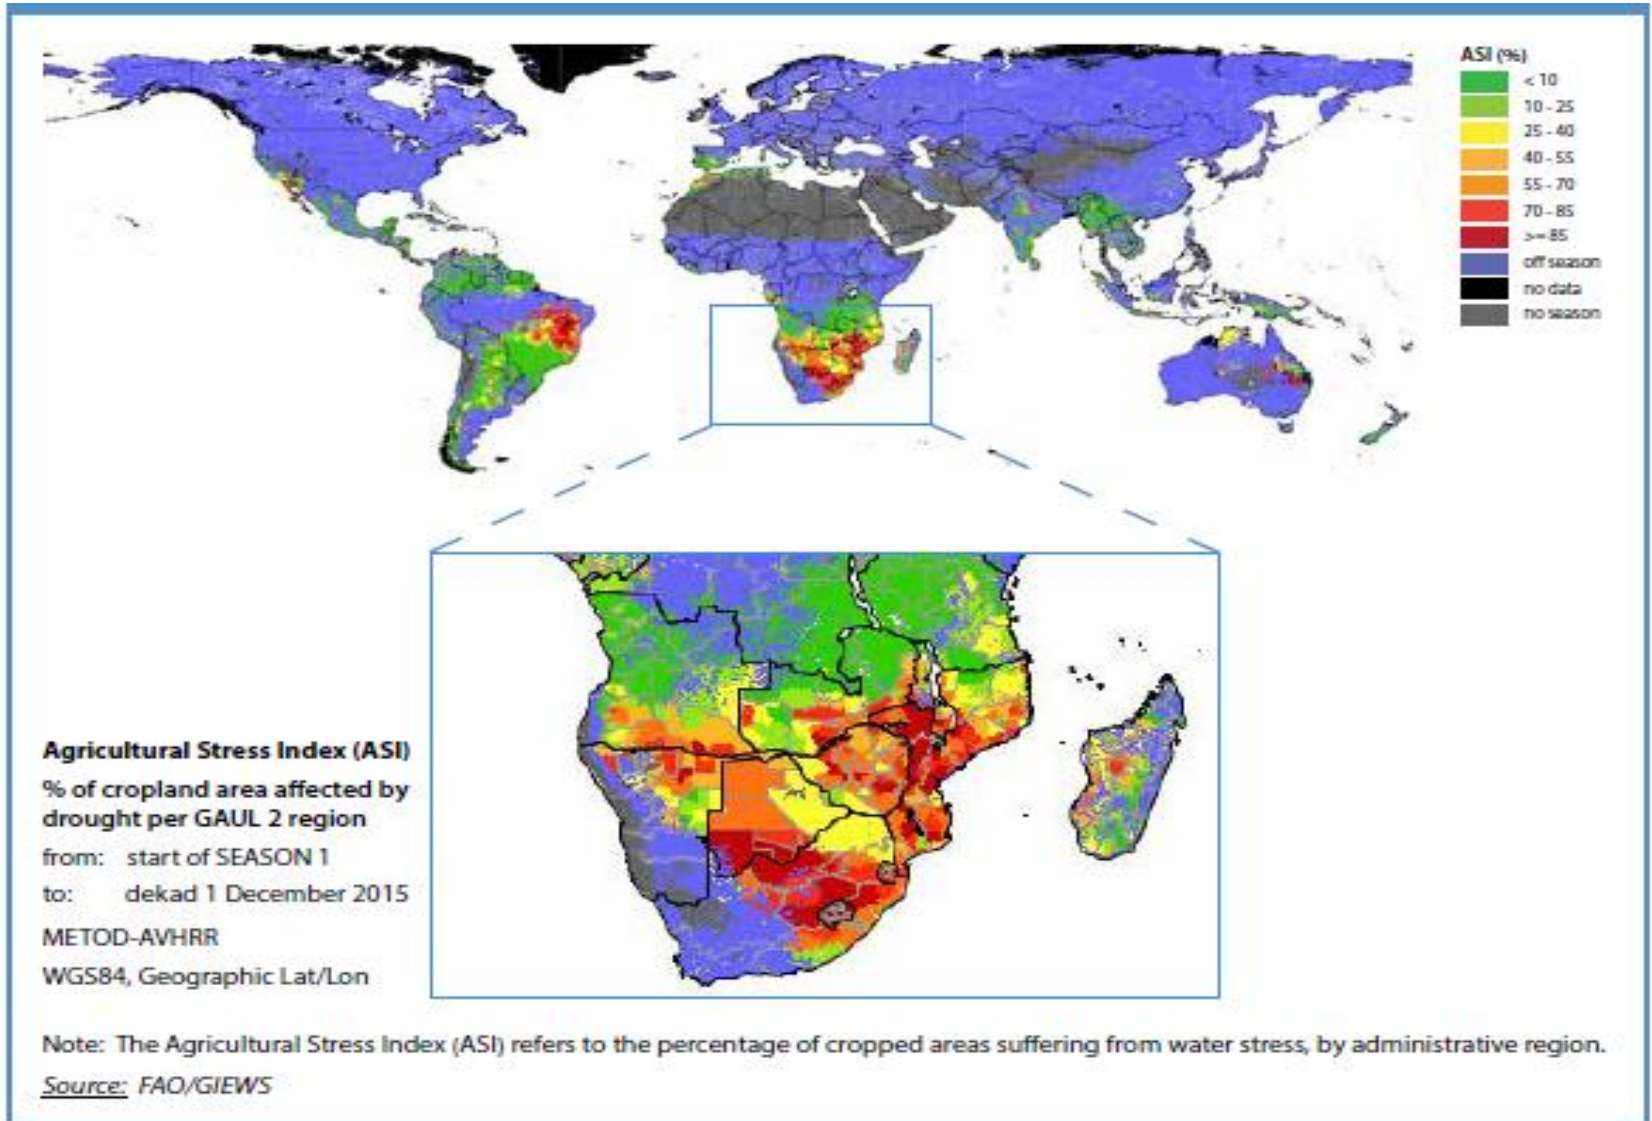 ASI (%)
< 10
10 - 25
25 - 40
40 - 55
55 - 70
70 - 85
>= 85
off season
no data
no season
Agricultural Stress Index (ASI)
% of cropland area affected by
drought per GAUL 2 region
from: start of SEASON 1
to: dekad 1 December 2015
METOD-AVHRR
WGS84, Geographic Lat/Lon
Note: The Agricultural Stress Index (ASI) refers to the percentage of cropped areas suffering from water stress, by administrative region.
Source: FAO/GIEWS